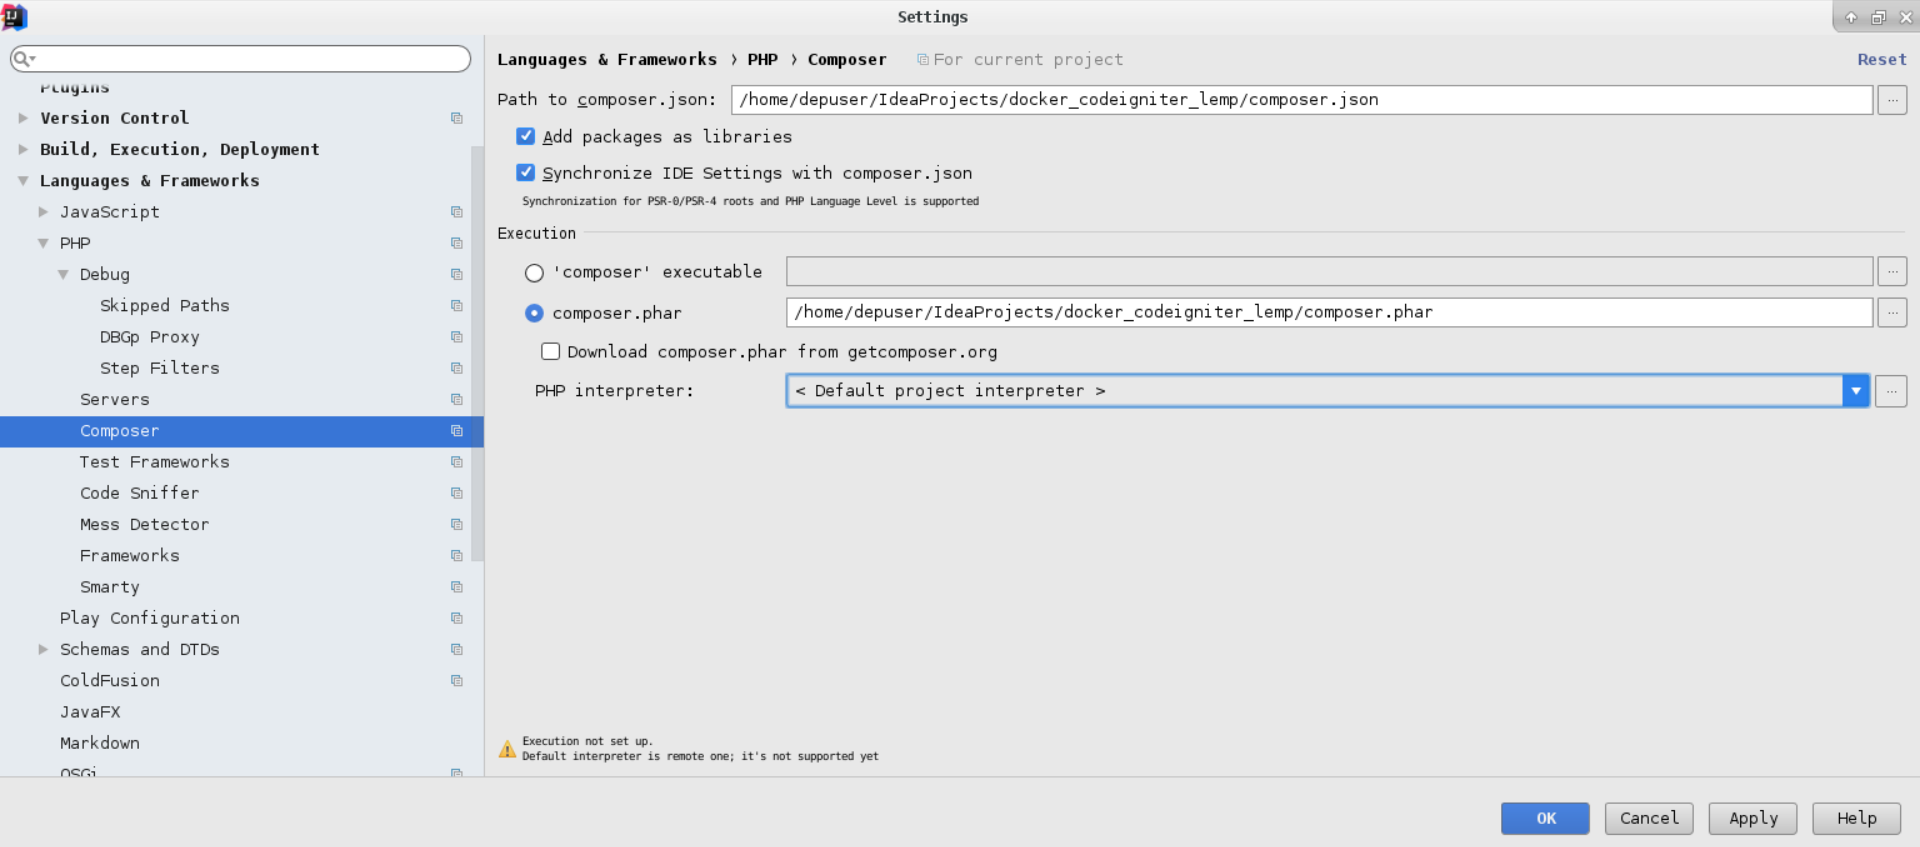 Settings
Plugins
Version Control
Build, Execution, Deployment
Languages & Frameworks
JavaScript
PHP
Debug
Skipped Paths
DBGp Proxy
Step Filters
Servers
Composer
Test Frameworks
Code Sniffer
Mess Detector
Frameworks
Smarty
Play Configuration
Schemas and DTDs
ColdFusion
JavaFX
Markdown
OSGi
Languages & Frameworks › PHP › Composer For current project Reset
Path to composer.json: /home/depuser/IdeaProjects/docker_codeigniter_lemp/composer.json ...
Add packages as libraries
Synchronize IDE Settings with composer.json
Synchronization for PSR-0/PSR-4 roots and PHP Language Level is supported
Execution
'composer' executable ...
composer.phar /home/depuser/IdeaProjects/docker_codeigniter_lemp/composer.phar ...
Download composer.phar from getcomposer.org
PHP interpreter: < Default project interpreter > ...
Execution not set up.
Default interpreter is remote one; it's not supported yet
OK Cancel Apply Help